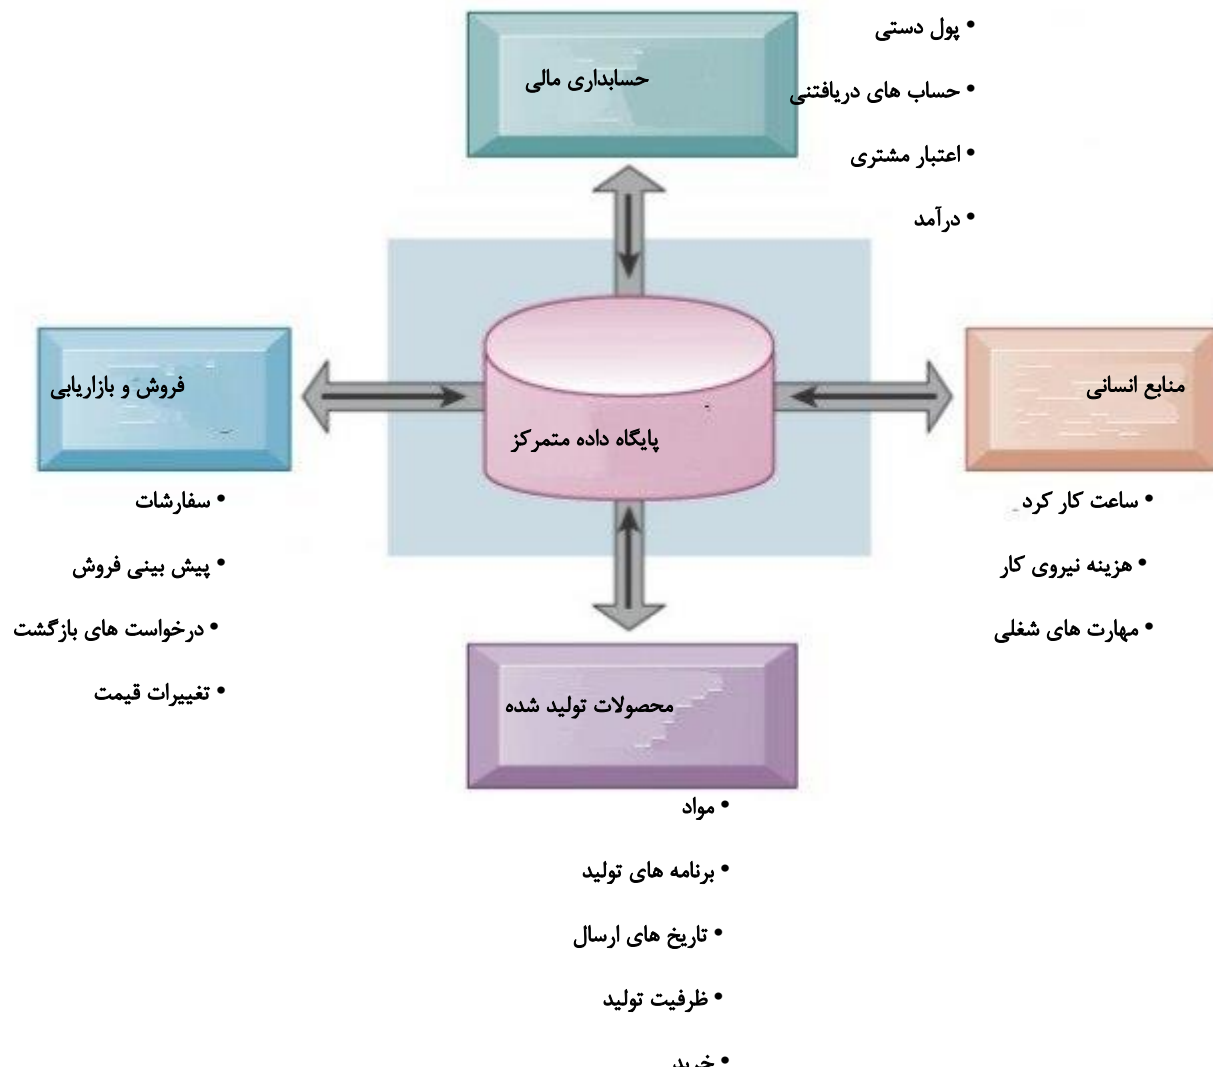 حسابداری مالی
• پول دستی
• حساب های دریافتنی
• اعتبار مشتری
• درآمد
منابع انسانی
• ساعت کار کرد
• هزینه نیروی کار
• مهارت های شغلی
پایگاه داده متمرکز
فروش و بازاریابی
• سفارشات
• پیش بینی فروش
• درخواست های بازگشت
• تغییرات قیمت
محصولات تولید شده
• مواد
• برنامه های تولید
• تاریخ های ارسال
• ظرفیت تولید
• خرید